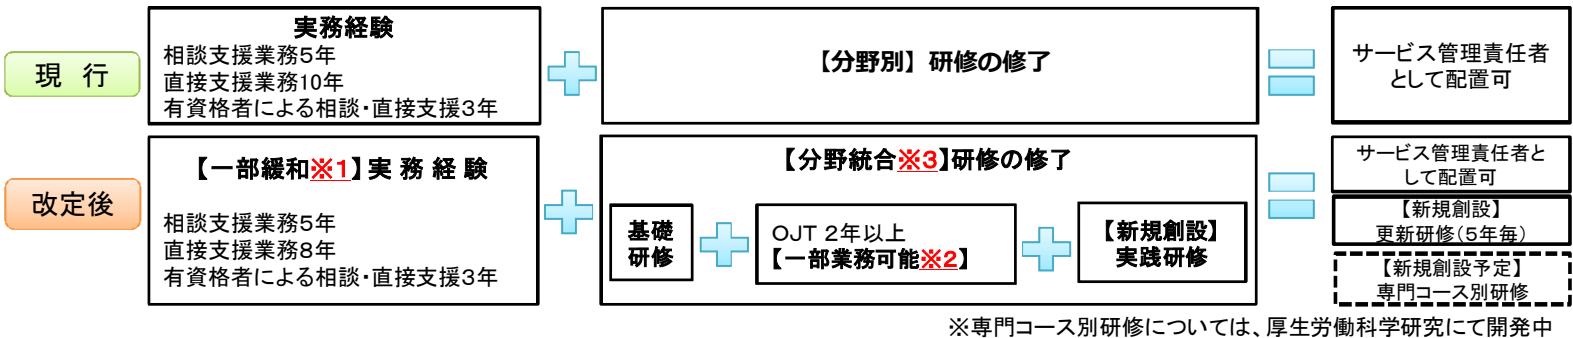 現 行
実務経験
相談支援業務5年
直接支援業務10年
有資格者による相談・直接支援3年
【分野別】研修の修了
サービス管理責任者
として配置可
改定後
【一部緩和※1】実 務 経 験
相談支援業務5年
直接支援業務8年
有資格者による相談・直接支援3年
【分野統合※3】研修の修了
基礎
研修
OJT 2年以上
【一部業務可能※2】
【新規創設】
実践研修
サービス管理責任者と
して配置可
【新規創設】
更新研修(5年毎)
【新規創設予定】
専門コース別研修
※専門コース別研修については、厚生労働科学研究にて開発中